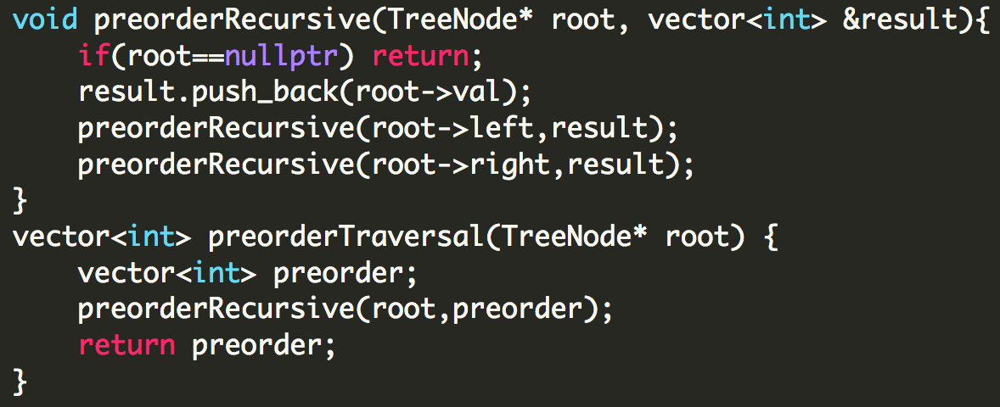 void preorderRecursive(TreeNode* root, vector<int> &result){
    if(root==nullptr) return;
    result.push_back(root->val);
    preorderRecursive(root->left,result);
    preorderRecursive(root->right,result);
}
vector<int> preorderTraversal(TreeNode* root) {
    vector<int> preorder;
    preorderRecursive(root,preorder);
    return preorder;
}